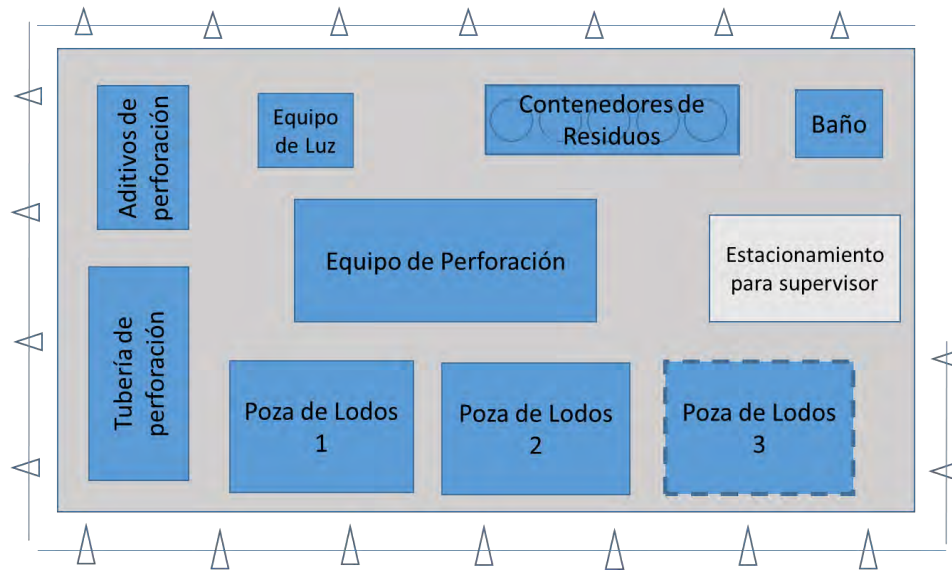 Aditivos de
perforación
Equipo
de Luz
Contenedores de
Residuos
Baño
Equipo de Perforación
Estacionamiento
para supervisor
Tubería de
perforación
Poza de Lodos
1
Poza de Lodos
2
Poza de Lodos
3